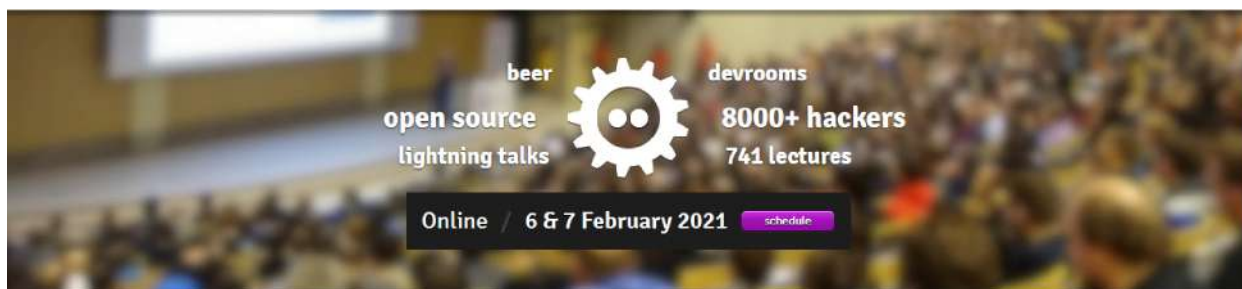 beer devrooms
open source 8000+ hackers
lightning talks 741 lectures
Online / 6 & 7 February 2021 schedule